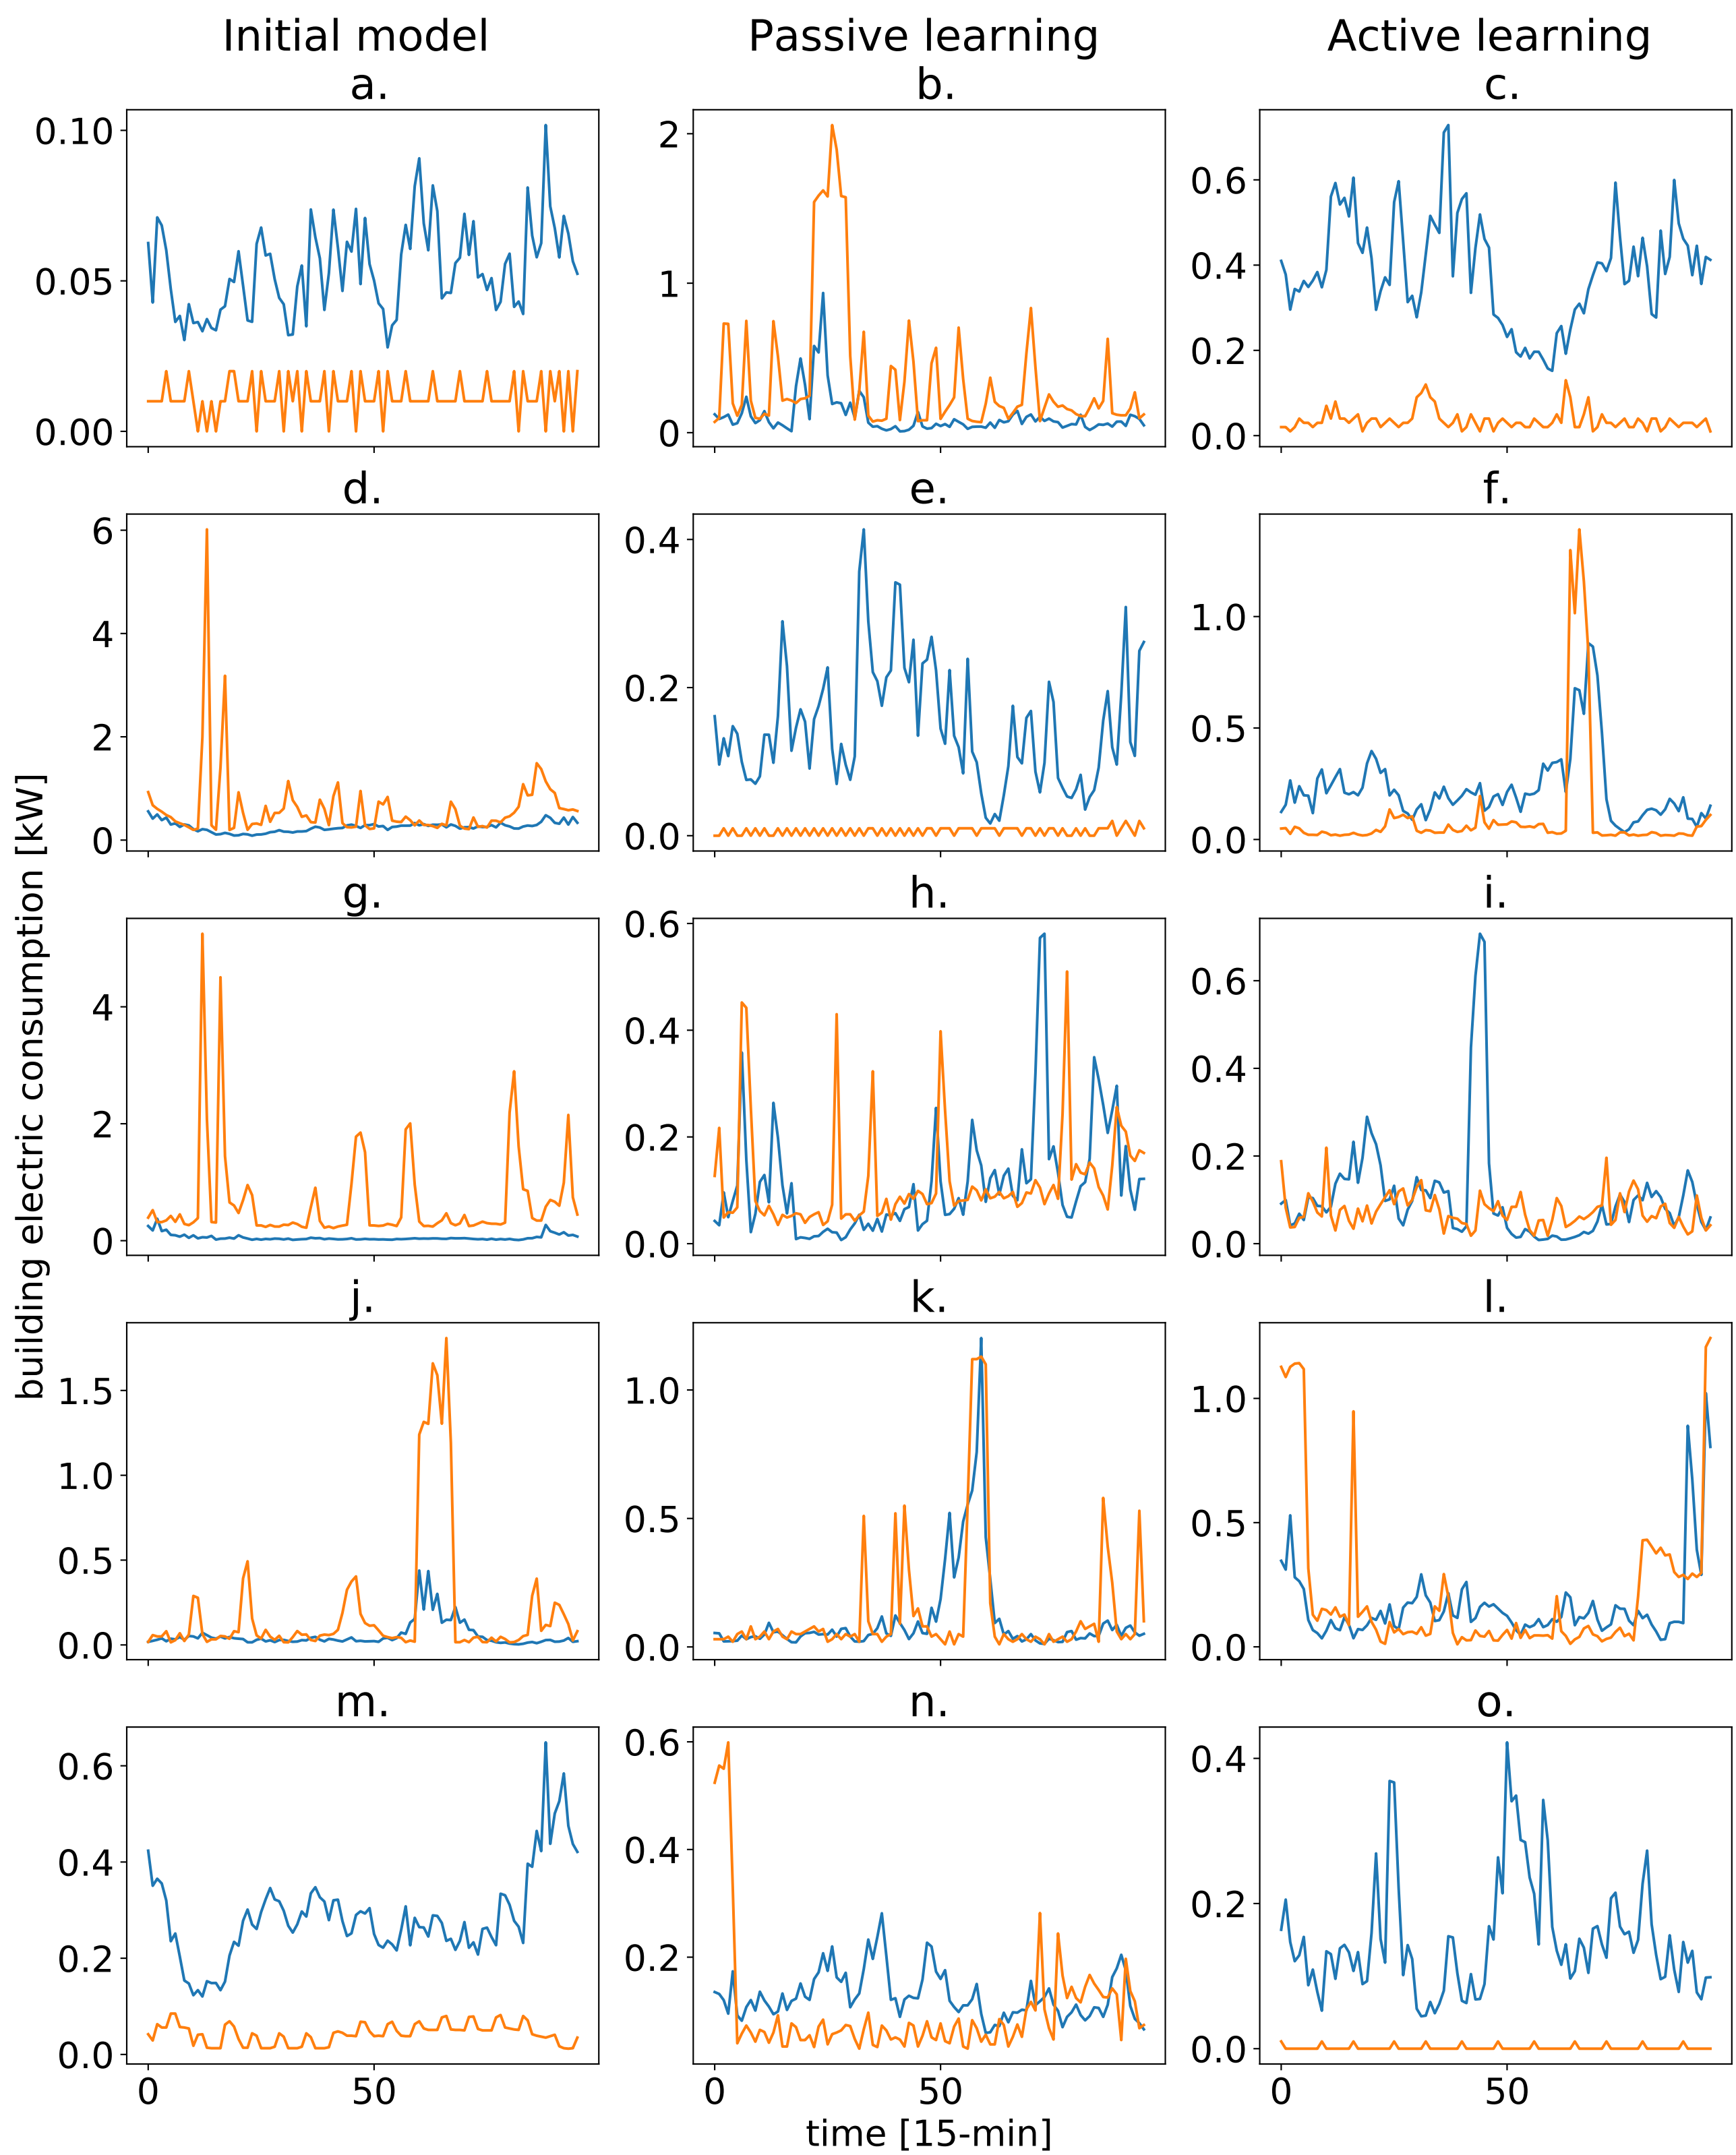 Initial model
Passive learning
Active learning
a.
b.
c.
0.10
0.05
0.00
2
1
0
0.6
0.4
0.2
0.0
d.
e.
f.
6
4
2
0
0.4
0.2
0.0
1.0
0.5
0.0
g.
h.
i.
4
2
0
0.6
0.4
0.2
0.0
0.6
0.4
0.2
0.0
j.
k.
l.
1.5
1.0
0.5
0.0
1.0
0.5
0.0
1.0
0.5
0.0
m.
n.
o.
0.6
0.4
0.2
0.0
0.6
0.4
0.2
0.4
0.2
0.0
0 50
0 50
0 50
building electric consumption [kW]
time [15-min]